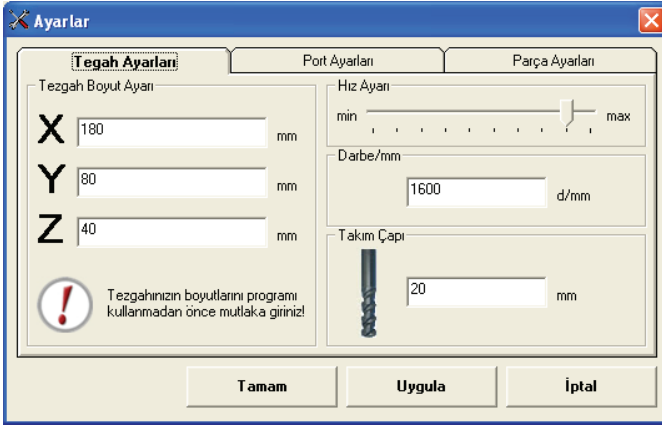 Ayarlar
Tegah Ayarları
Port Ayarları
Parça Ayarları
Tezgah Boyut Ayarı
X 180 mm
Y 80 mm
Z 40 mm
Tezgahınızın boyutlarını programı
kullanmadan önce mutlaka giriniz!
Hız Ayarı
min max
Darbe/mm
1600 d/mm
Takım Çapı
20 mm
Tamam
Uygula
İptal